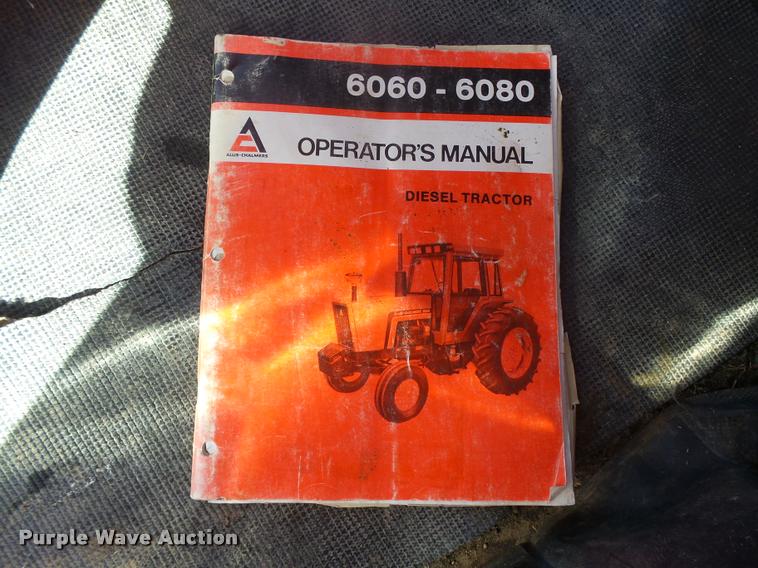 6060 - 6080
ALLIS-CHALMERS
OPERATOR'S MANUAL
DIESEL TRACTOR
Purple Wave Auction